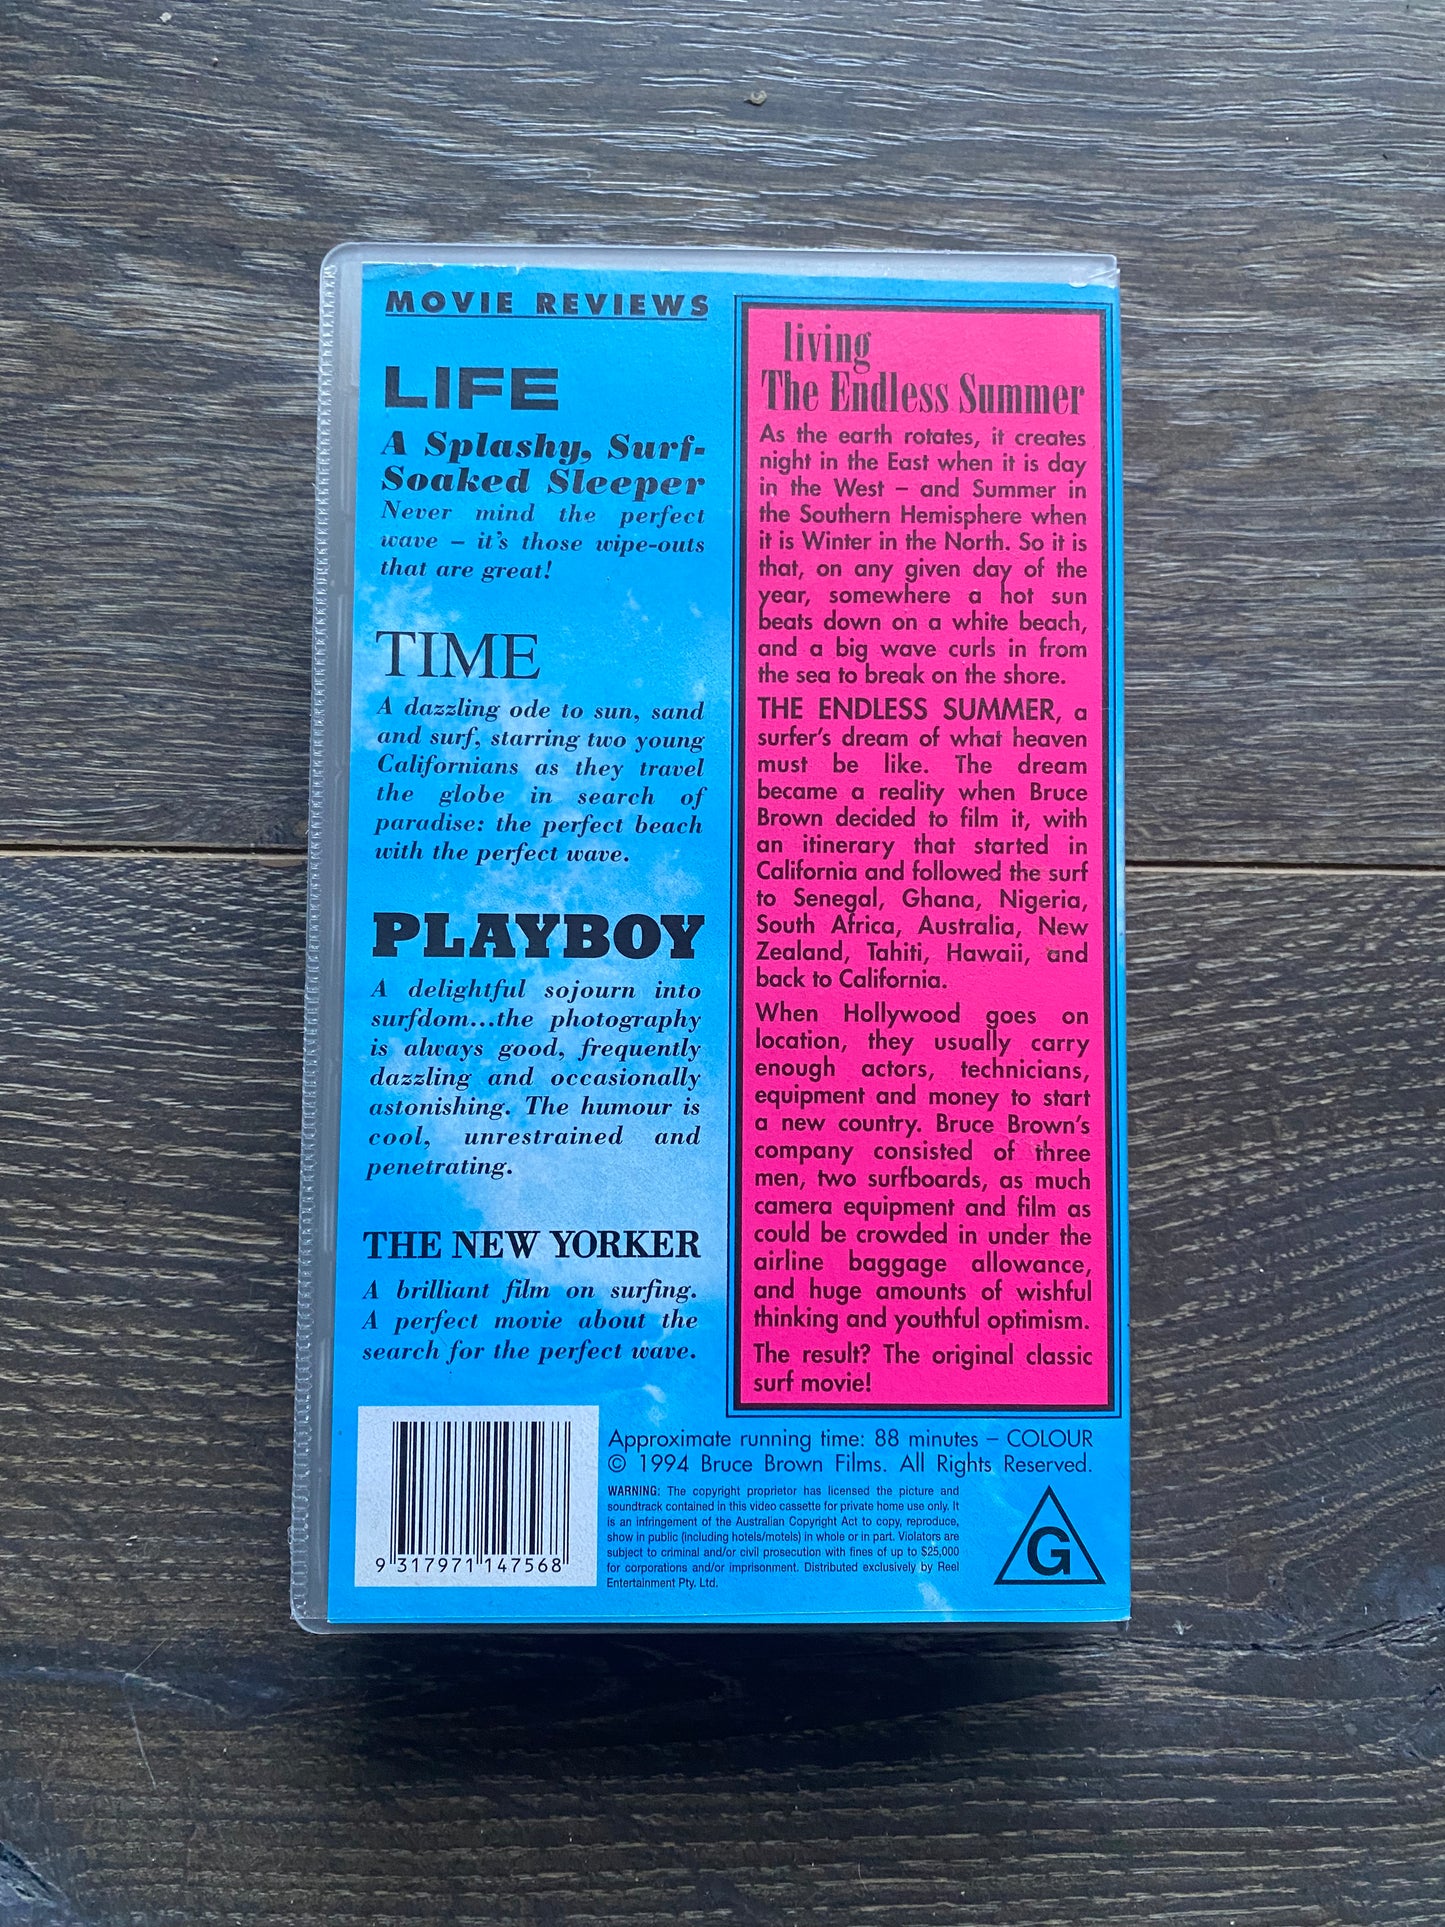 MOVIE REVIEWS
LIFE
A Splashy, Surf-
Soaked Sleeper
Never mind the perfect
wave – it's those wipe-outs
that are great!
TIME
A dazzling ode to sun, sand
and surf, starring two young
Californians as they travel
the globe in search of
paradise: the perfect beach
with the perfect wave.
PLAYBOY
A delightful sojourn into
surfdom...the photography
is always good, frequently
dazzling and occasionally
astonishing. The humour is
cool, unrestrained and
penetrating.
THE NEW YORKER
A brilliant film on surfing.
A perfect movie about the
search for the perfect wave.
living
The Endless Summer
As the earth rotates, it creates
night in the East when it is day
in the West – and Summer in
the Southern Hemisphere when
it is Winter in the North. So it is
that, on any given day of the
year, somewhere a hot sun
beats down on a white beach,
and a big wave curls in from
the sea to break on the shore.
THE ENDLESS SUMMER, a
surfer's dream of what heaven
must be like. The dream
became a reality when Bruce
Brown decided to film it, with
an itinerary that started in
California and followed the surf
to Senegal, Ghana, Nigeria,
South Africa, Australia, New
Zealand, Tahiti, Hawaii, and
back to California.
When Hollywood goes on
location, they usually carry
enough actors, technicians,
equipment and money to start
a new country. Bruce Brown's
company consisted of three
men, two surfboards, as much
camera equipment and film as
could be crowded in under the
airline baggage allowance,
and huge amounts of wishful
thinking and youthful optimism.
The result? The original classic
surf movie!
9 317971 147568
Approximate running time: 88 minutes – COLOUR
© 1994 Bruce Brown Films. All Rights Reserved.
WARNING: The copyright proprietor has licensed the picture and
soundtrack contained in this video cassette for private home use only. It
is an infringement of the Australian Copyright Act to copy, reproduce,
show in public (including hotels/motels) in whole or in part. Violators are
subject to criminal and/or civil prosecution with fines of up to $25,000
for corporations and/or imprisonment. Distributed exclusively by Reel
Entertainment Pty. Ltd.
G